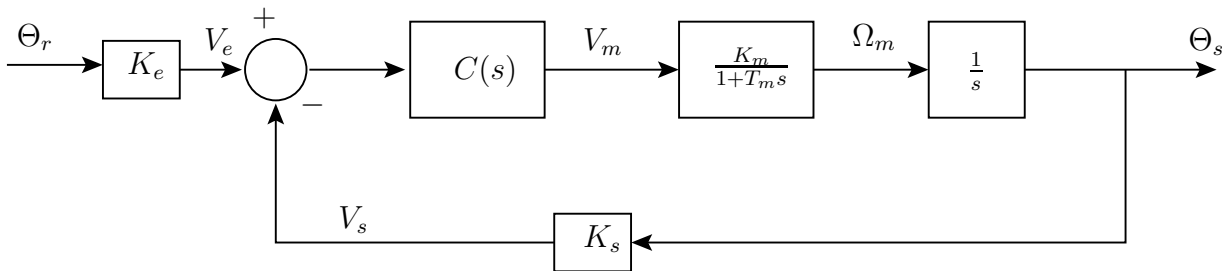 Θ_r
K_e
V_e
+
−
C(s)
V_m
K_m/(1+T_m s)
Ω_m
1/s
Θ_s
V_s
K_s